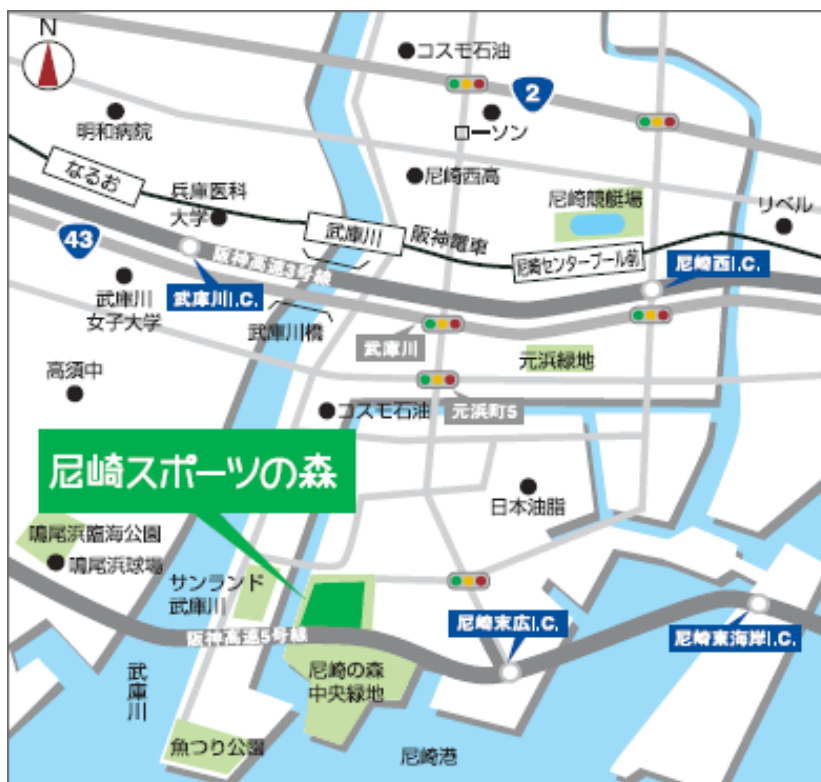 N
コスモ石油
2
明和病院
ローソン
なるお
兵庫医科
大学
尼崎西高
尼崎競艇場
リベル
武庫川
阪神電車
43
阪神高速3号線
尼崎センタープール前
尼崎西I.C.
武庫川I.C.
武庫川
女子大学
武庫川橋
武庫川
元浜緑地
高須中
コスモ石油
元浜町5
尼崎スポーツの森
日本油脂
鳴尾浜臨海公園
鳴尾浜球場
サンランド
武庫川
阪神高速5号線
尼崎末広I.C.
尼崎東海岸I.C.
武庫川
尼崎の森
中央緑地
魚つり公園
尼崎港